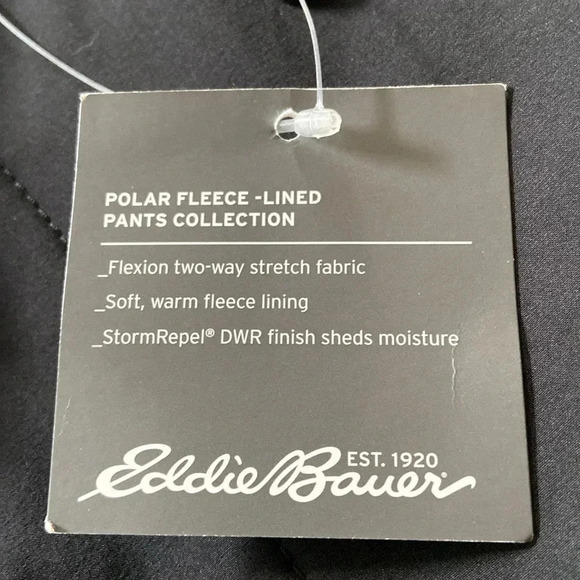 POLAR FLEECE -LINED
PANTS COLLECTION
_Flexion two-way stretch fabric
_Soft, warm fleece lining
_StormRepel® DWR finish sheds moisture
EST. 1920
Eddie Bauer®